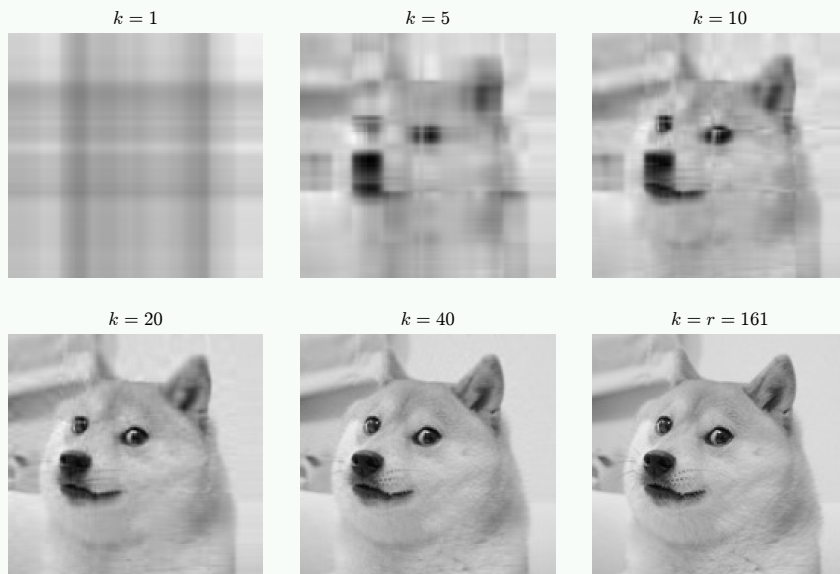 k = 1
k = 5
k = 10
k = 20
k = 40
k = r = 161